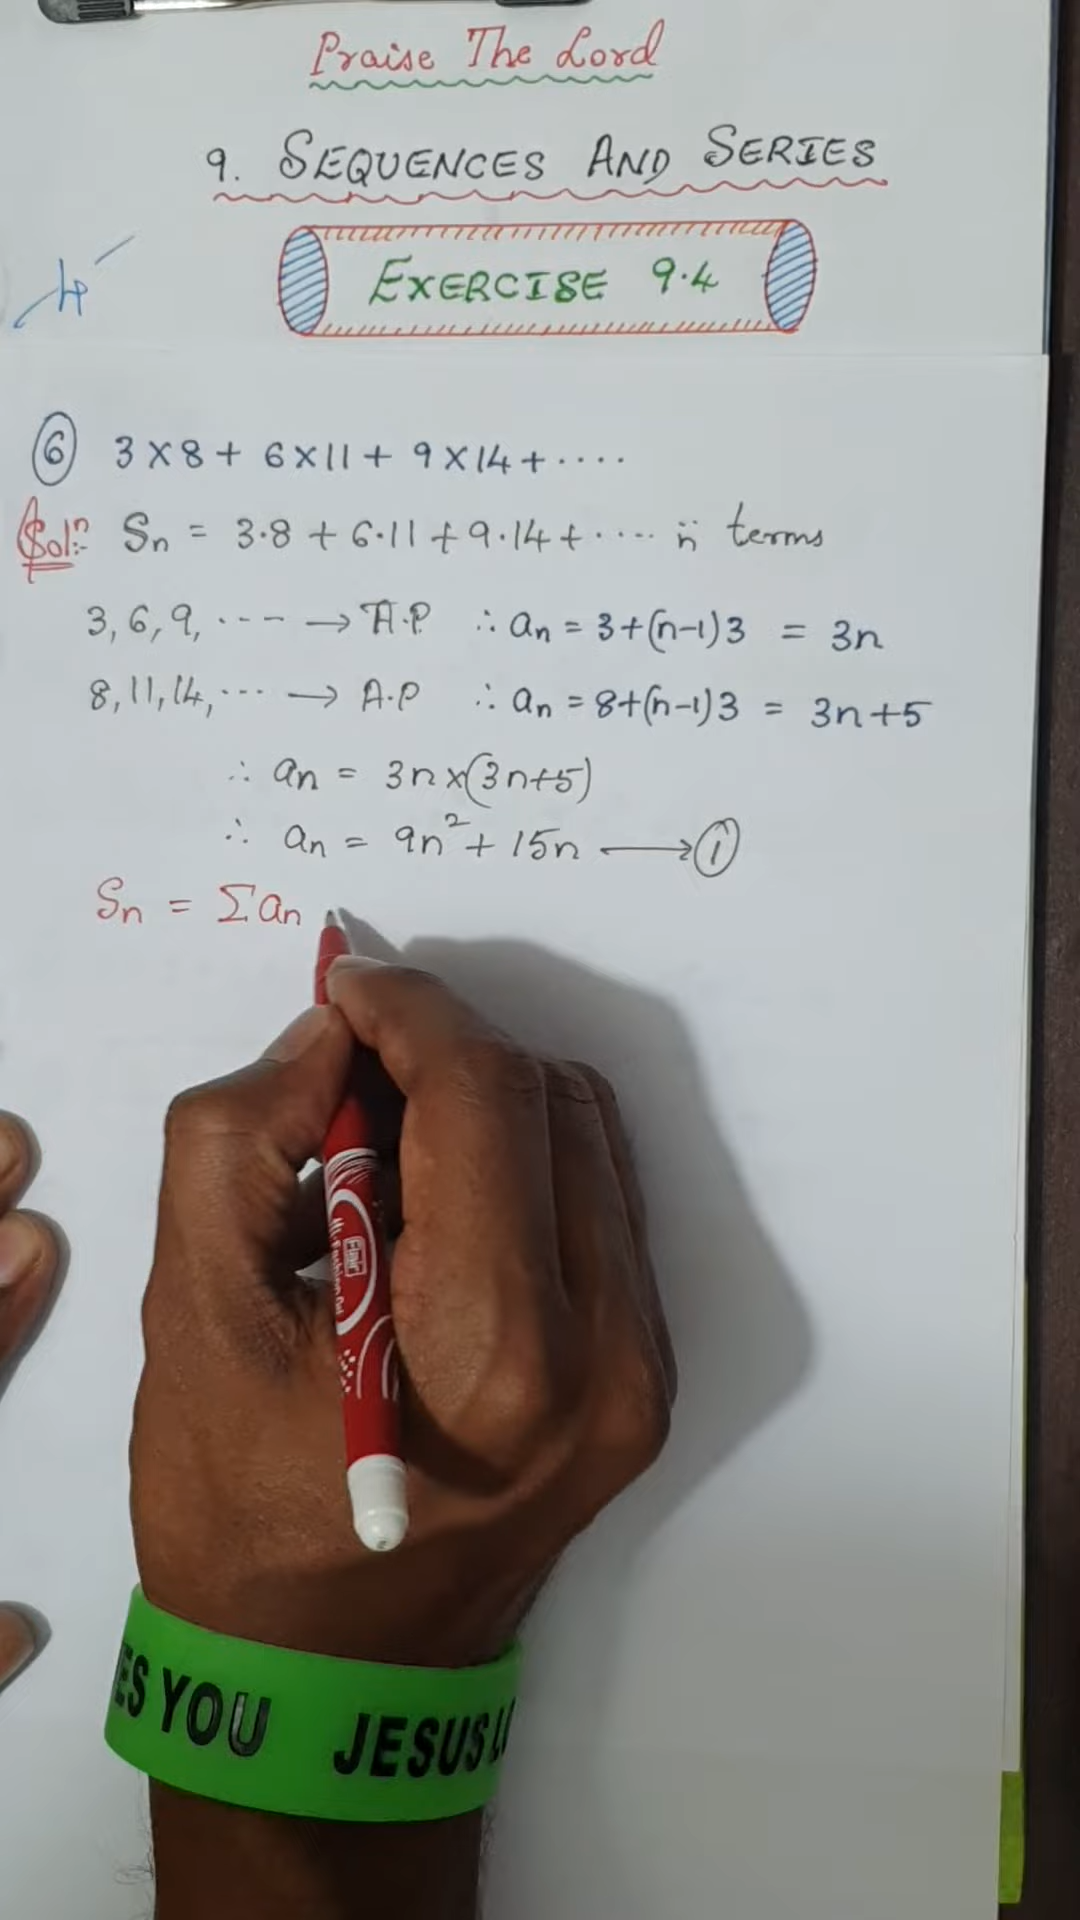 Praise The Lord
9. SEQUENCES AND SERIES
EXERCISE 9.4
6 3×8+ 6×11+ 9×14+....
Solⁿ:- Sn = 3·8 + 6·11 + 9·14 + .... n terms
3, 6, 9, ---- → A.P. ∴ an = 3+(n-1)3 = 3n
8, 11, 14, ... → A.P ∴ an = 8+(n-1)3 = 3n+5
∴ an = 3n×(3n+5)
∴ an = 9n²+ 15n → 1
Sn = Σan
Flair
ES YOU JESUS L